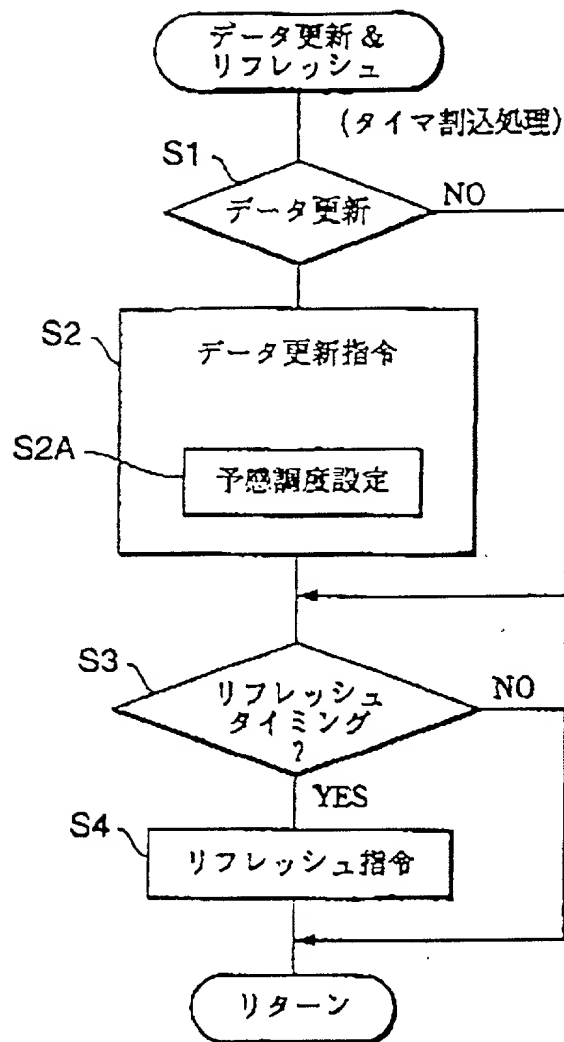 データ更新 &
リフレッシュ
(タイマ割込処理)
S1
データ更新
NO
S2
データ更新指令
S2A
予感調度設定
S3
リフレッシュ
タイミング
?
NO
YES
S4
リフレッシュ指令
リターン